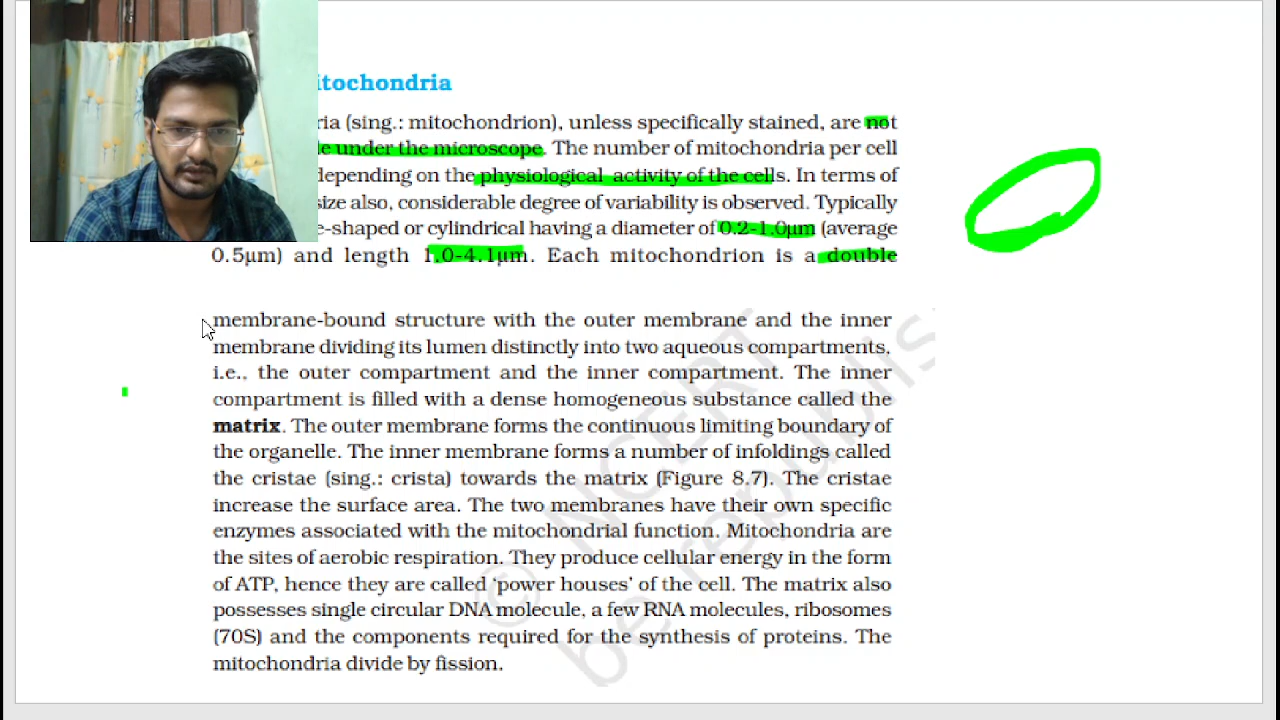 itochondria
ria (sing.: mitochondrion), unless specifically stained, are not
le under the microscope. The number of mitochondria per cell
depending on the physiological activity of the cells. In terms of
size also, considerable degree of variability is observed. Typically
e-shaped or cylindrical having a diameter of 0.2-1.0µm (average
0.5µm) and length 1.0-4.1µm. Each mitochondrion is a double
membrane-bound structure with the outer membrane and the inner
membrane dividing its lumen distinctly into two aqueous compartments,
i.e., the outer compartment and the inner compartment. The inner
compartment is filled with a dense homogeneous substance called the
matrix. The outer membrane forms the continuous limiting boundary of
the organelle. The inner membrane forms a number of infoldings called
the cristae (sing.: crista) towards the matrix (Figure 8.7). The cristae
increase the surface area. The two membranes have their own specific
enzymes associated with the mitochondrial function. Mitochondria are
the sites of aerobic respiration. They produce cellular energy in the form
of ATP, hence they are called 'power houses' of the cell. The matrix also
possesses single circular DNA molecule, a few RNA molecules, ribosomes
(70S) and the components required for the synthesis of proteins. The
mitochondria divide by fission.
© NCERT
be republis